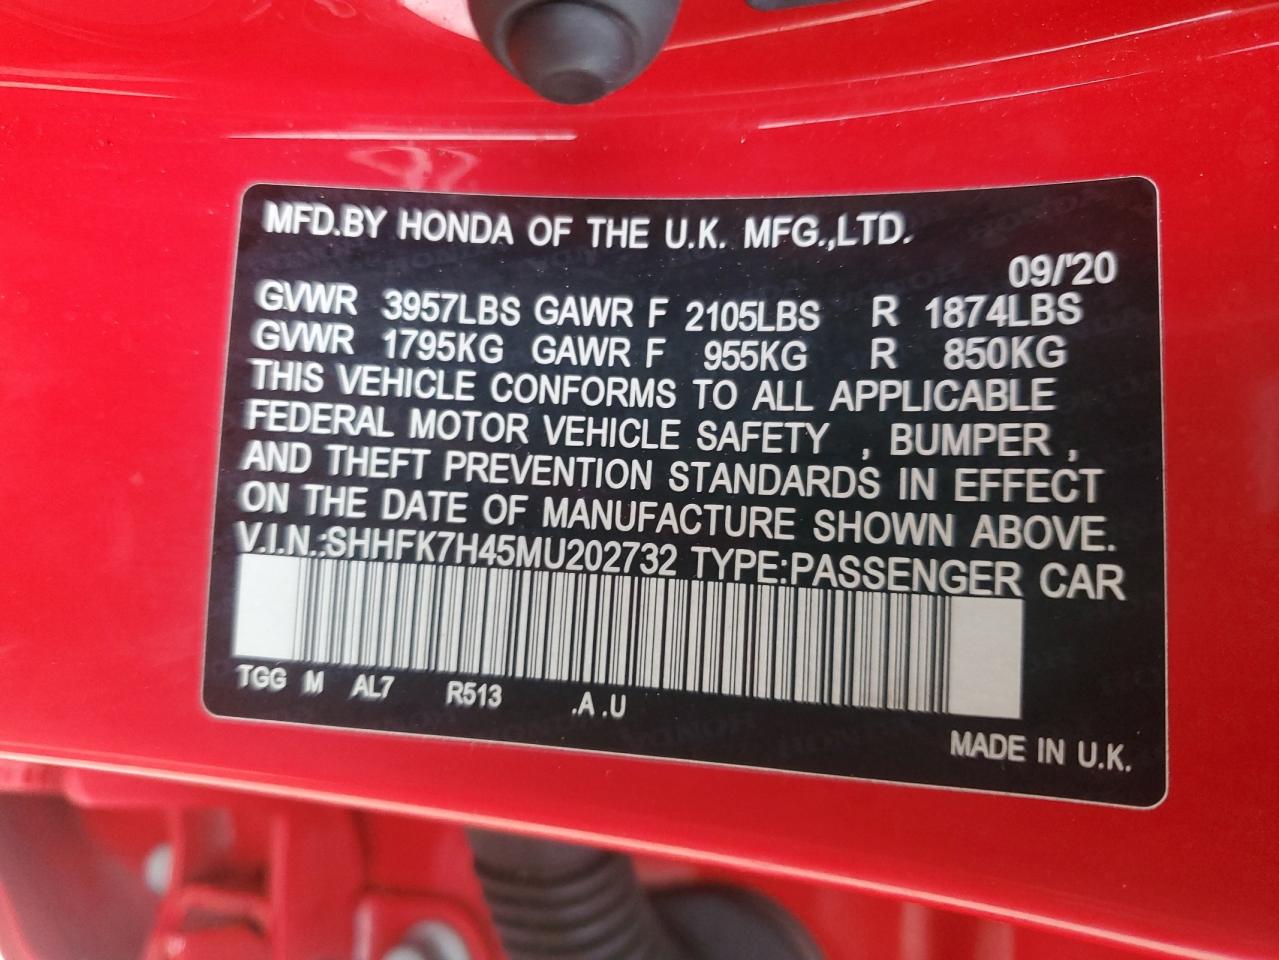 MFD.BY HONDA OF THE U.K. MFG.,LTD.
09/'20
GVWR 3957LBS GAWR F 2105LBS R 1874LBS
GVWR 1795KG GAWR F 955KG R 850KG
THIS VEHICLE CONFORMS TO ALL APPLICABLE
FEDERAL MOTOR VEHICLE SAFETY , BUMPER ,
AND THEFT PREVENTION STANDARDS IN EFFECT
ON THE DATE OF MANUFACTURE SHOWN ABOVE.
V.I.N.:SHHFK7H45MU202732 TYPE:PASSENGER CAR
TGG M AL7 R513 .A .U
MADE IN U.K.